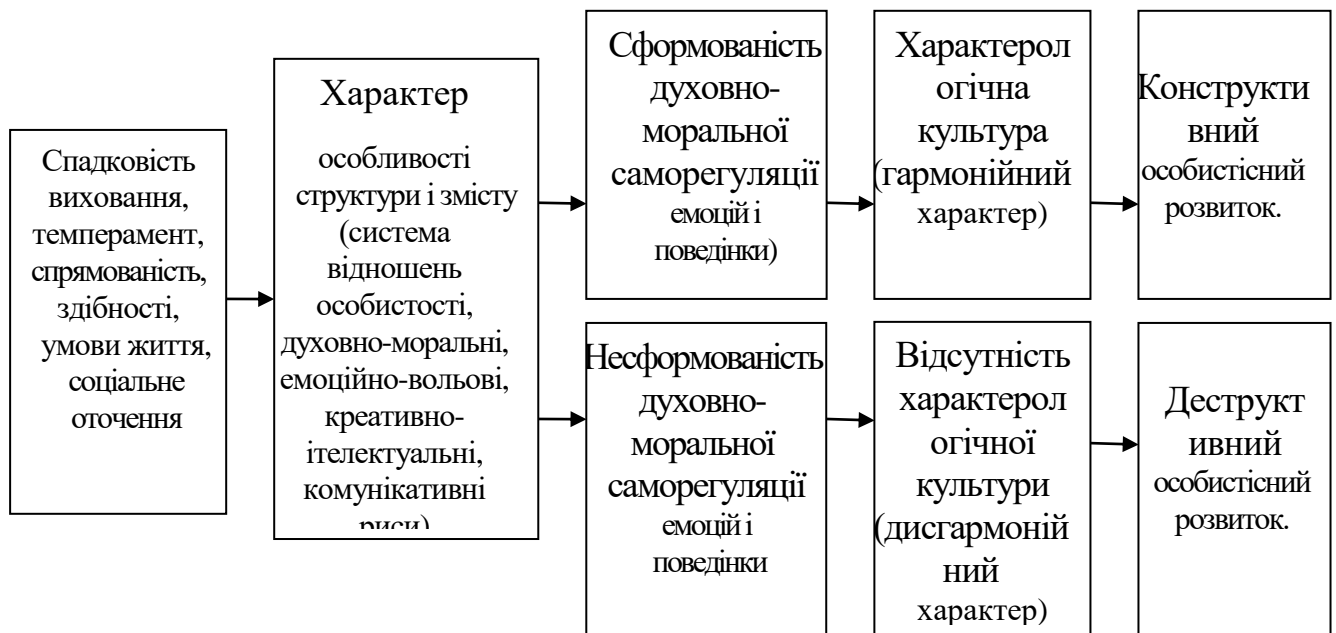 Спадковість
виховання,
темперамент,
спрямованість,
здібності,
умови життя,
соціальне
оточення
Характер
особливості
структури і змісту
(система
відношень
особистості,
духовно-моральні,
емоційно-вольові,
креативно-
ітелектуальні,
комунікативні
риси)
Сформованість
духовно-
моральної
саморегуляції
емоцій і
поведінки)
Характерол
огічна
культура
(гармонійний
характер)
Конструкти
вний
особистісний
розвиток.
Несформованість
духовно-
моральної
саморегуляції
емоцій і
поведінки
Відсутність
характерол
огічної
культури
(дисгармоній
ний
характер)
Деструкт
ивний
особистісний
розвиток.